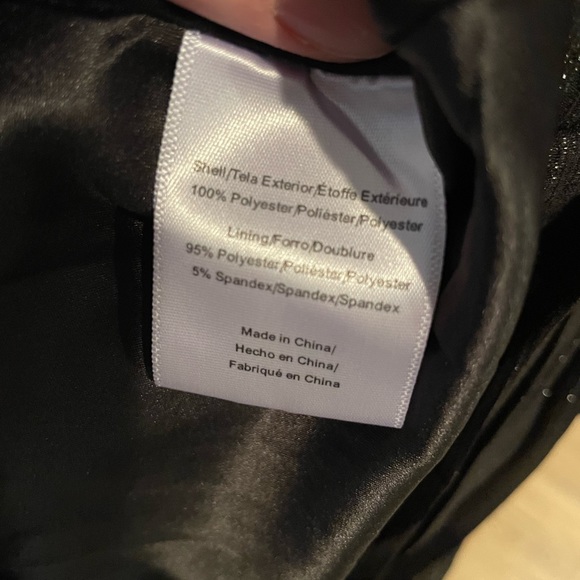 Shell/Tela Exterior/Étoffe Extérieure
100% Polyester/Poliéster/Polyester
Lining/Forro/Doublure
95% Polyester/Poliéster/Polyester
5% Spandex/Spandex/Spandex
Made in China/
Hecho en China/
Fabriqué en China